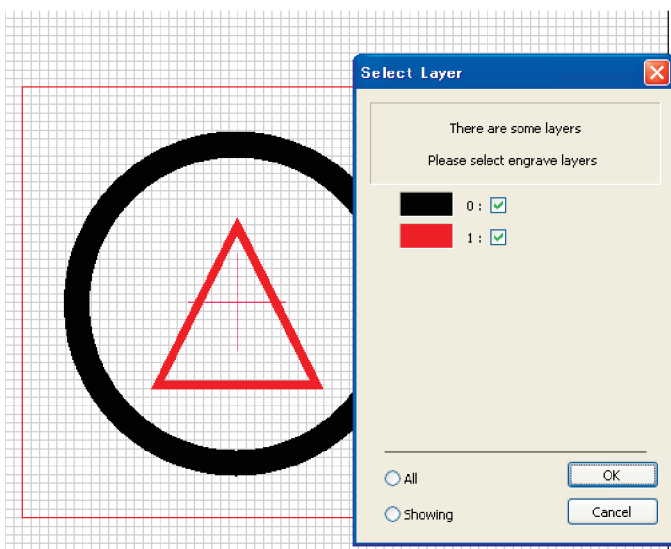 Select Layer
There are some layers
Please select engrave layers
0 :
1 :
All
OK
Showing
Cancel